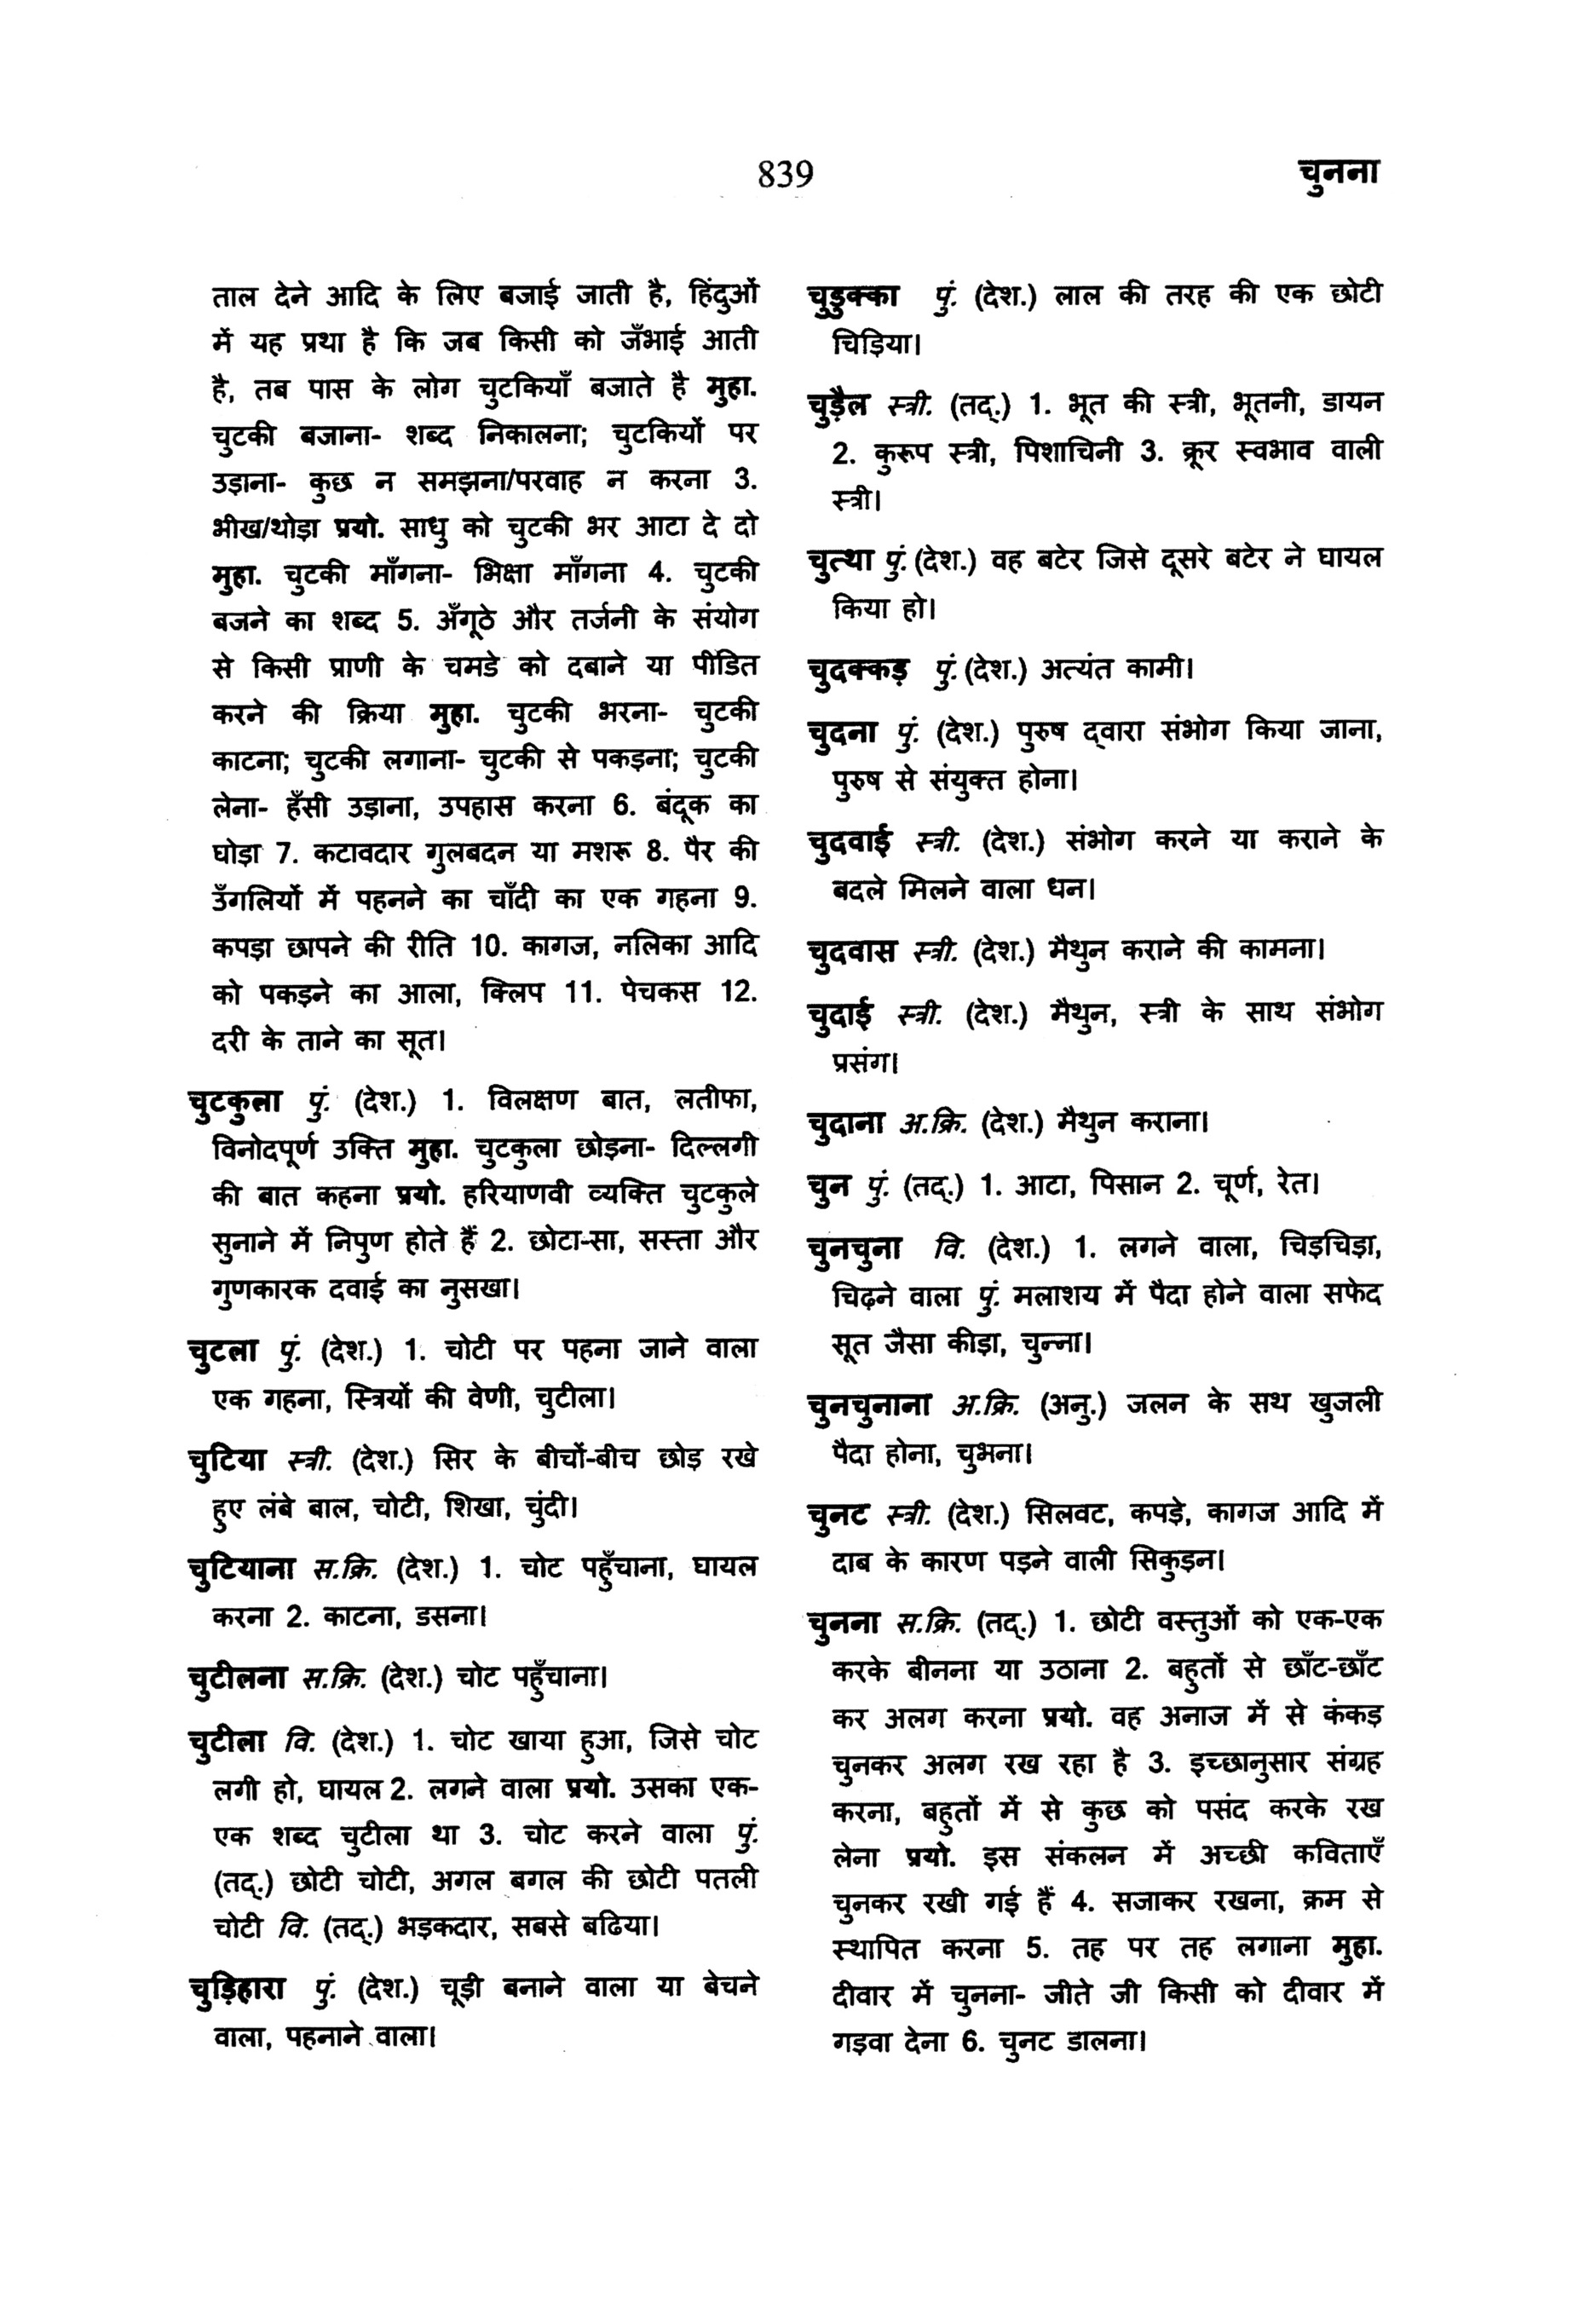 839
चुनना
ताल देने आदि के लिए बजाई जाती है, हिंदुओं
में यह प्रथा है कि जब किसी को जँभाई आती
है, तब पास के लोग चुटकियाँ बजाते है मुहा.
चुटकी बजाना- शब्द निकालना; चुटकियों पर
उड़ाना- कुछ न समझना/परवाह न करना 3.
भीख/थोड़ा प्रयो. साधु को चुटकी भर आटा दे दो
मुहा. चुटकी माँगना- भिक्षा माँगना 4. चुटकी
बजने का शब्द 5. अँगूठे और तर्जनी के संयोग
से किसी प्राणी के चमडे को दबाने या पीडित
करने की क्रिया मुहा. चुटकी भरना- चुटकी
काटना; चुटकी लगाना- चुटकी से पकड़ना; चुटकी
लेना- हँसी उड़ाना, उपहास करना 6. बंदूक का
घोड़ा 7. कटावदार गुलबदन या मशरू 8. पैर की
उँगलियों में पहनने का चाँदी का एक गहना 9.
कपड़ा छापने की रीति 10. कागज, नलिका आदि
को पकड़ने का आला, क्लिप 11. पेचकस 12.
दरी के ताने का सूत।
चुटकुला पुं. (देश.) 1. विलक्षण बात, लतीफा,
विनोदपूर्ण उक्ति मुहा. चुटकुला छोड़ना- दिल्लगी
की बात कहना प्रयो. हरियाणवी व्यक्ति चुटकुले
सुनाने में निपुण होते हैं 2. छोटा-सा, सस्ता और
गुणकारक दवाई का नुसखा।
चुटला पुं. (देश.) 1. चोटी पर पहना जाने वाला
एक गहना, स्त्रियों की वेणी, चुटीला।
चुटिया स्त्री. (देश.) सिर के बीचों-बीच छोड़ रखे
हुए लंबे बाल, चोटी, शिखा, चुंदी।
चुटियाना स.क्रि. (देश.) 1. चोट पहुँचाना, घायल
करना 2. काटना, डसना।
चुटीलना स.क्रि. (देश.) चोट पहुँचाना।
चुटीला वि. (देश.) 1. चोट खाया हुआ, जिसे चोट
लगी हो, घायल 2. लगने वाला प्रयो. उसका एक-
एक शब्द चुटीला था 3. चोट करने वाला पुं.
(तद्.) छोटी चोटी, अगल बगल की छोटी पतली
चोटी वि. (तद्.) भड़कदार, सबसे बढिया।
चुड़िहारा पुं. (देश.) चूड़ी बनाने वाला या बेचने
वाला, पहनाने वाला।
चुडुक्का पुं. (देश.) लाल की तरह की एक छोटी
चिड़िया।
चुड़ैल स्त्री. (तद्.) 1. भूत की स्त्री, भूतनी, डायन
2. कुरूप स्त्री, पिशाचिनी 3. क्रूर स्वभाव वाली
स्त्री।
चुत्था पुं. (देश.) वह बटेर जिसे दूसरे बटेर ने घायल
किया हो।
चुदक्कड़ पुं. (देश.) अत्यंत कामी।
चुदना पुं. (देश.) पुरुष द्‌वारा संभोग किया जाना,
पुरुष से संयुक्त होना।
चुदवाई स्त्री. (देश.) संभोग करने या कराने के
बदले मिलने वाला धन।
चुदवास स्त्री. (देश.) मैथुन कराने की कामना।
चुदाई स्त्री. (देश.) मैथुन, स्त्री के साथ संभोग
प्रसंग।
चुदाना अ.क्रि. (देश.) मैथुन कराना।
चुन पुं. (तद्.) 1. आटा, पिसान 2. चूर्ण, रेत।
चुनचुना वि. (देश.) 1. लगने वाला, चिड़चिड़ा,
चिढ़ने वाला पुं. मलाशय में पैदा होने वाला सफेद
सूत जैसा कीड़ा, चुन्ना।
चुनचुनाना अ.क्रि. (अनु.) जलन के सथ खुजली
पैदा होना, चुभना।
चुनट स्त्री. (देश.) सिलवट, कपड़े, कागज आदि में
दाब के कारण पड़ने वाली सिकुड़न।
चुनना स.क्रि. (तद्.) 1. छोटी वस्तुओं को एक-एक
करके बीनना या उठाना 2. बहुतों से छाँट-छाँट
कर अलग करना प्रयो. वह अनाज में से कंकड़
चुनकर अलग रख रहा है 3. इच्छानुसार संग्रह
करना, बहुतों में से कुछ को पसंद करके रख
लेना प्रयो. इस संकलन में अच्छी कविताएँ
चुनकर रखी गई हैं 4. सजाकर रखना, क्रम से
स्थापित करना 5. तह पर तह लगाना मुहा.
दीवार में चुनना- जीते जी किसी को दीवार में
गड़वा देना 6. चुनट डालना।